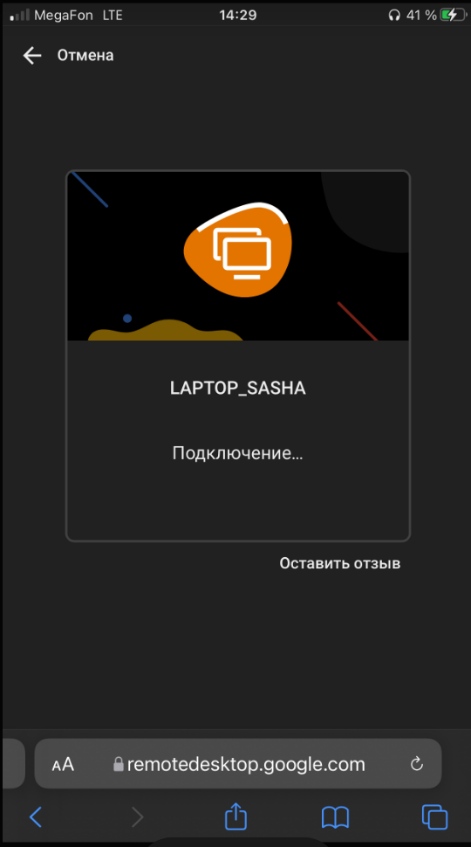 MegaFon LTE 14:29 41 %
Отмена
LAPTOP_SASHA
Подключение...
Оставить отзыв
AA remotedesktop.google.com